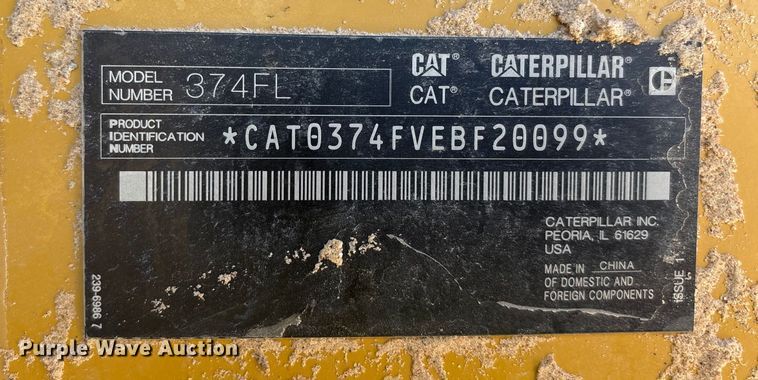 MODEL NUMBER 374FL
CAT® CATERPILLAR®
CAT® CATERPILLAR®
PRODUCT IDENTIFICATION NUMBER *CAT0374FVEBF20099*
CATERPILLAR INC.
PEORIA, IL 61629
USA
MADE IN CHINA
OF DOMESTIC AND
FOREIGN COMPONENTS
ISSUE 1
239-6986 7
Purple Wave Auction